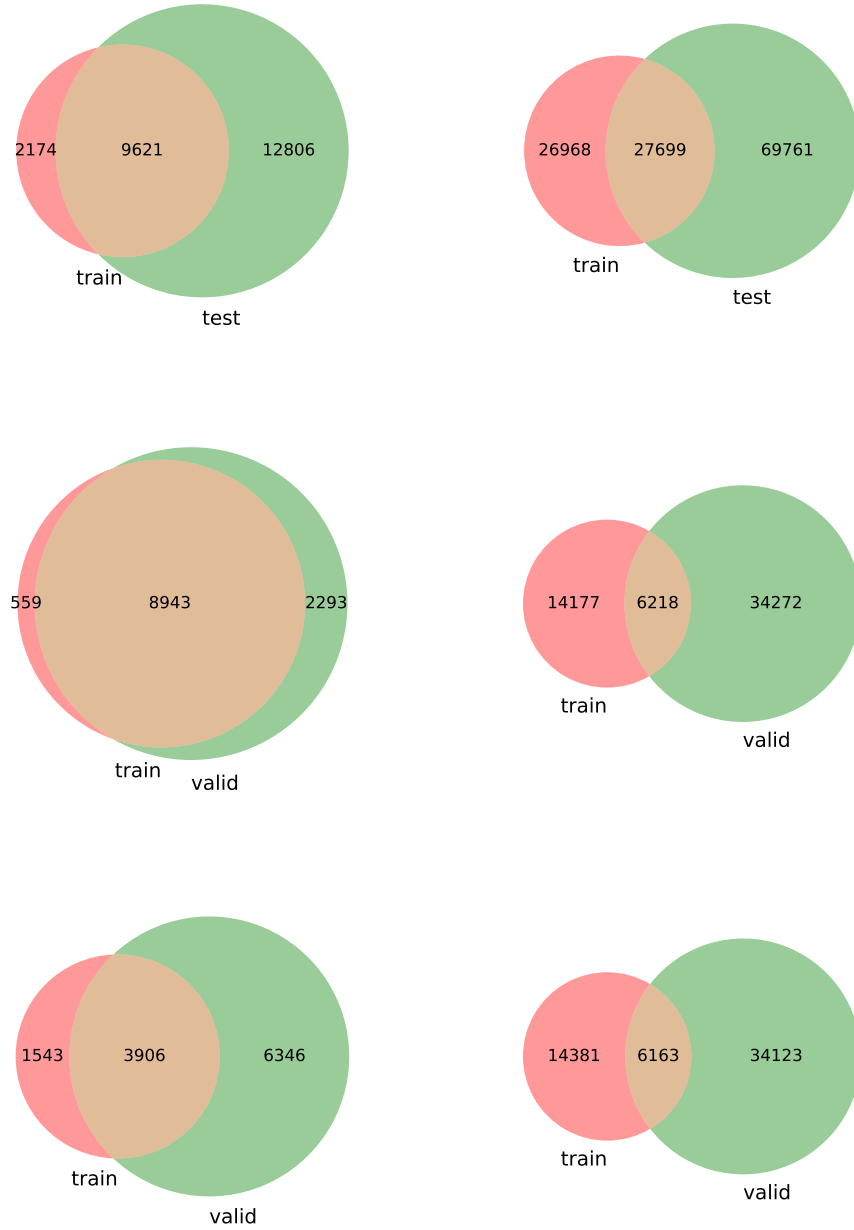 2174 9621 12806
train
test
26968 27699 69761
train
test
559 8943 2293
train
valid
14177 6218 34272
train
valid
1543 3906 6346
train
valid
14381 6163 34123
train
valid